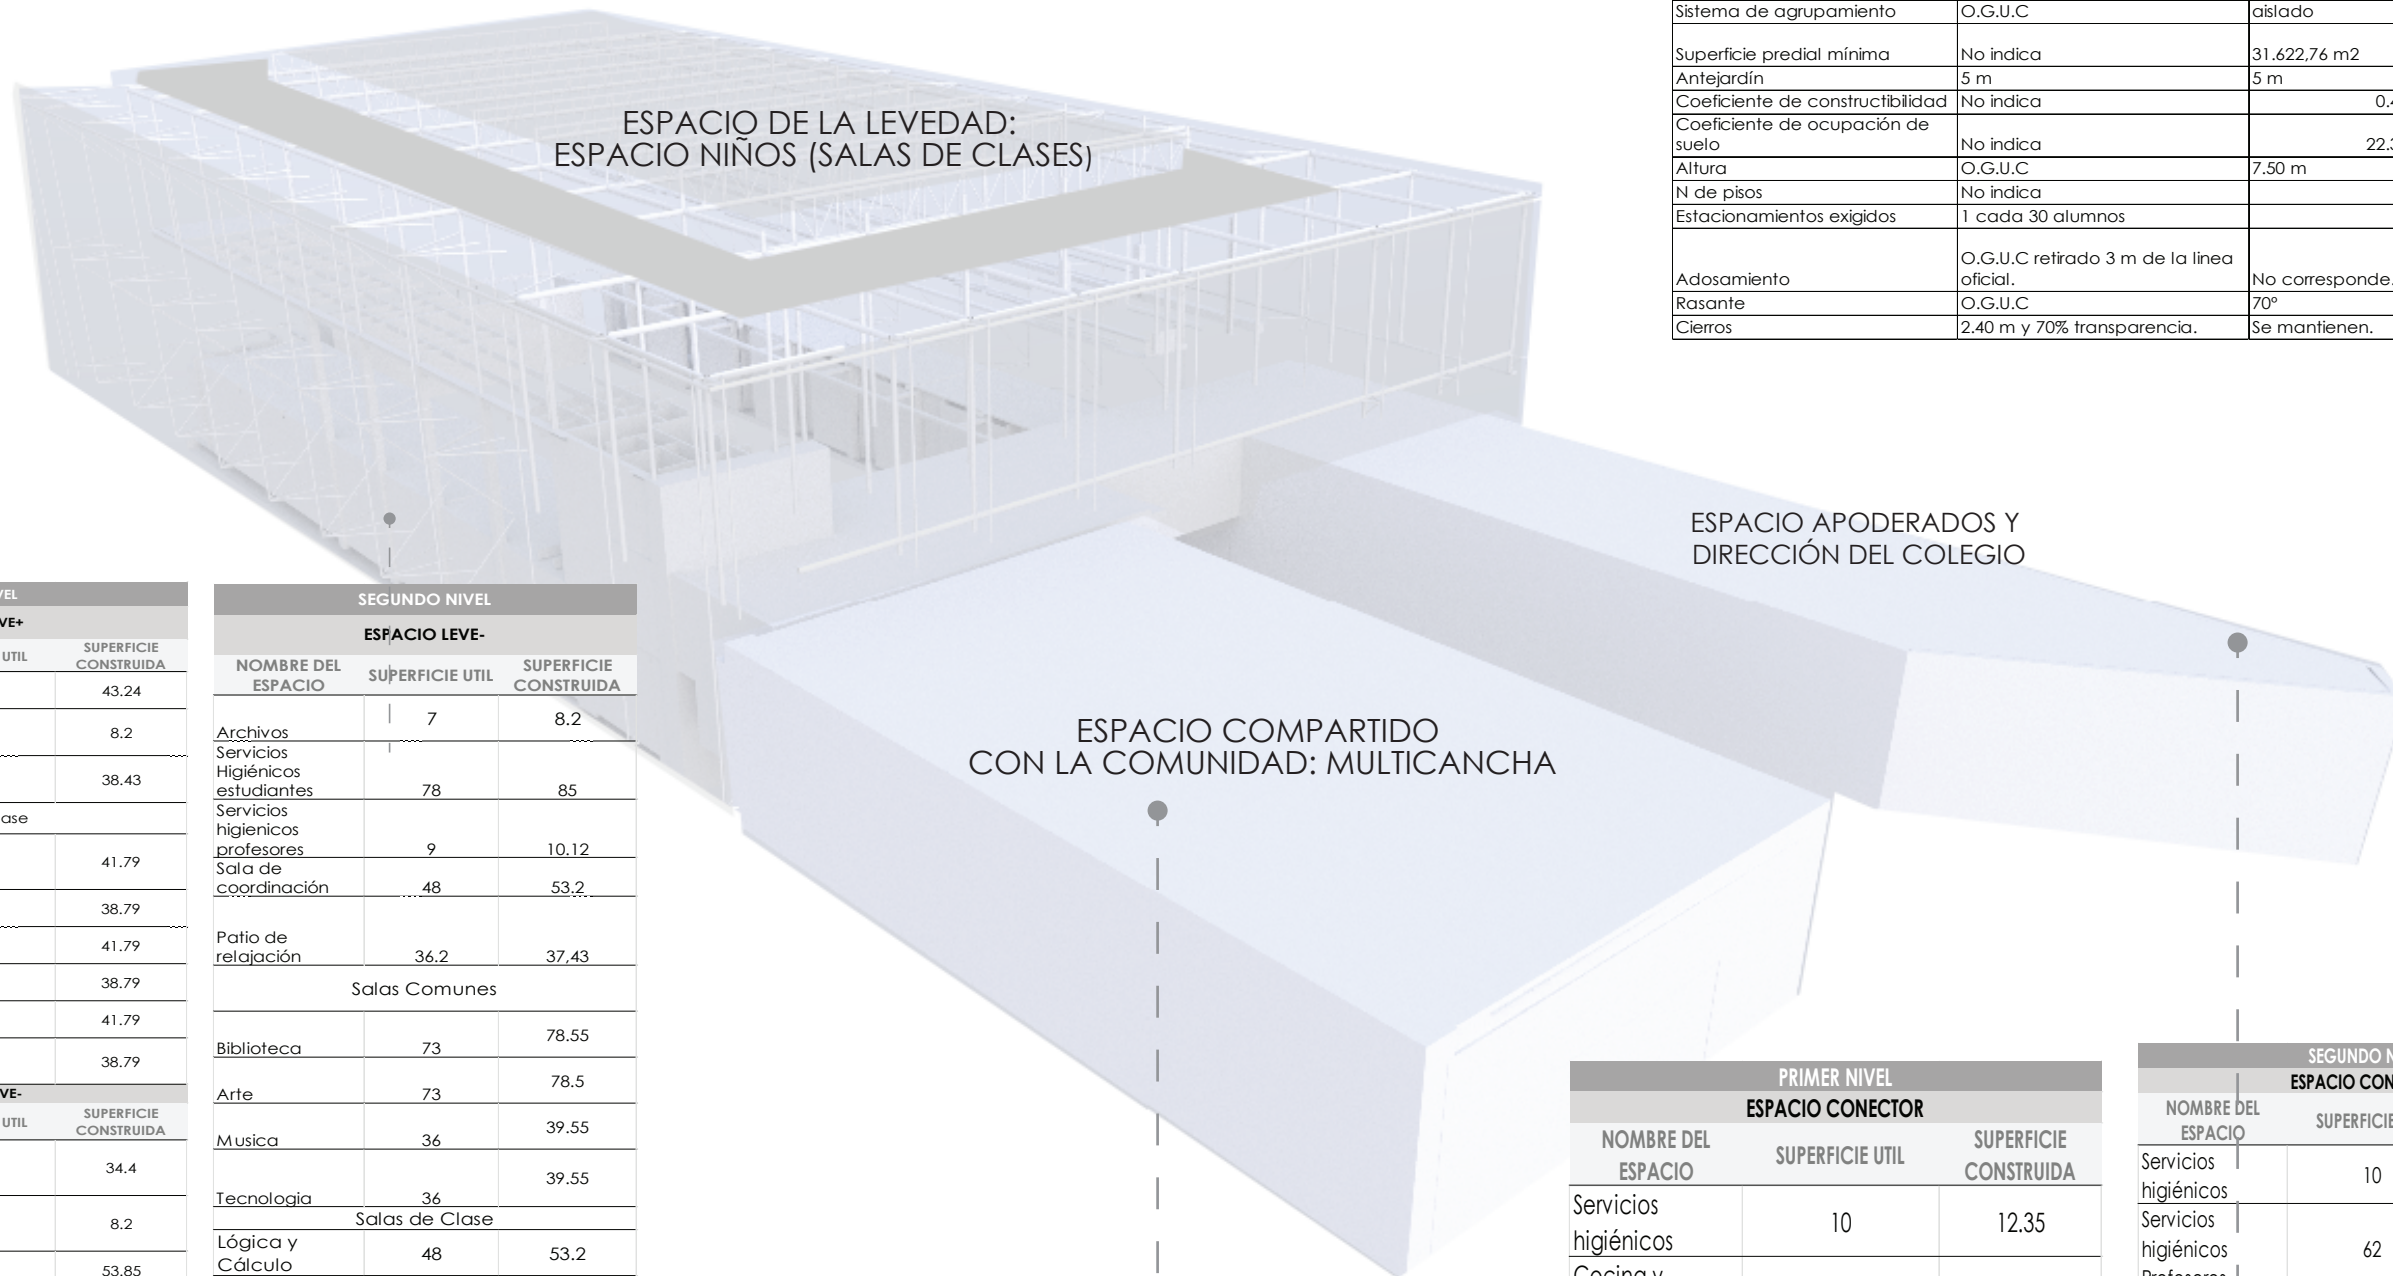 Sistema de agrupamiento O.G.U.C aislado
Superficie predial mínima No indica 31.622,76 m2
Antejardín 5 m 5 m
Coeficiente de constructibilidad No indica
Coeficiente de ocupación de
suelo No indica
Altura O.G.U.C 7.50 m
N de pisos No indica
Estacionamientos exigidos 1 cada 30 alumnos
Adosamiento O.G.U.C retirado 3 m de la linea
oficial. No corresponde.
Rasante O.G.U.C 70°
Cierros 2.40 m y 70% transparencia. Se mantienen.
ESPACIO DE LA LEVEDAD:
ESPACIO NIÑOS (SALAS DE CLASES)
ESPACIO APODERADOS Y
DIRECCIÓN DEL COLEGIO
ESPACIO COMPARTIDO
CON LA COMUNIDAD: MULTICANCHA
UTIL SUPERFICIE
CONSTRUIDA
43.24
8.2
38.43
41.79
38.79
41.79
38.79
41.79
38.79
UTIL SUPERFICIE
CONSTRUIDA
34.4
8.2
53.85
SEGUNDO NIVEL
ESPACIO LEVE-
NOMBRE DEL
ESPACIO SUPERFICIE UTIL SUPERFICIE
CONSTRUIDA
Archivos 7 8.2
Servicios
Higiénicos
estudiantes 78 85
Servicios
higienicos
profesores 9 10.12
Sala de
coordinación 48 53.2
Patio de
relajación 36.2 37,43
Salas Comunes
Biblioteca 73 78.55
Arte 73 78.5
Musica 36 39.55
Tecnologia 36 39.55
Salas de Clase
Lógica y
Cálculo 48 53.2
PRIMER NIVEL
ESPACIO CONECTOR
NOMBRE DEL
ESPACIO SUPERFICIE UTIL SUPERFICIE
CONSTRUIDA
Servicios
higiénicos 10 12.35
Cocina y
SEGUNDO
ESPACIO
NOMBRE DEL
ESPACIO SUPERFICIE
Servicios
higiénicos 10
Servicios
higiénicos 62
Profesores